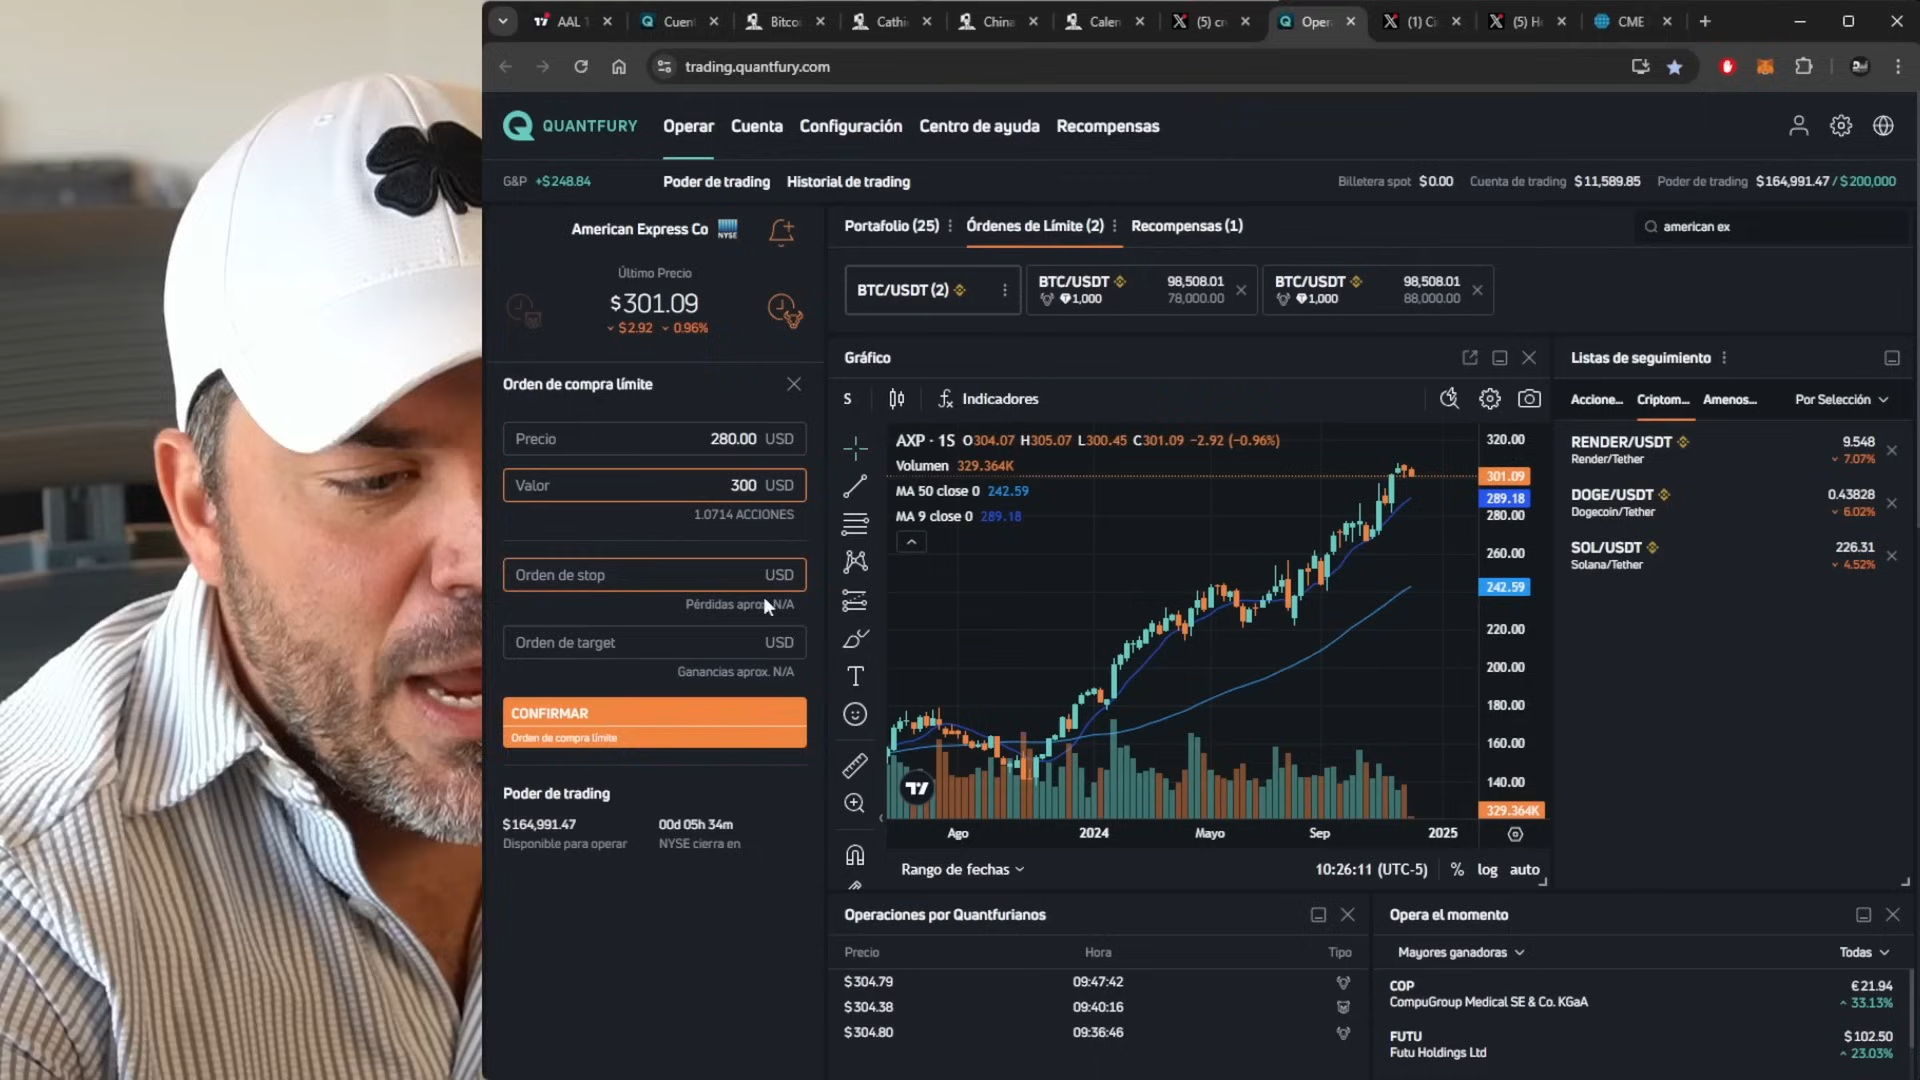 AAL
Cuen
Bitco
Cathi
China
Calen
(5) cr
Oper
(1) Ci
(5) H
CME
trading.quantfury.com
QUANTFURY
Operar
Cuenta
Configuración
Centro de ayuda
Recompensas
G&P +$248.84
Poder de trading
Historial de trading
Billetera spot $0.00
Cuenta de trading $11,589.85
Poder de trading $164,991.47 / $200,000
American Express Co
NYSE
Último Precio
$301.09
$2.92 0.96%
Orden de compra límite
Precio 280.00 USD
Valor 300 USD
1.0714 ACCIONES
Orden de stop USD
Pérdidas aprox. N/A
Orden de target USD
Ganancias aprox. N/A
CONFIRMAR
Orden de compra límite
Poder de trading
$164,991.47 00d 05h 34m
Disponible para operar NYSE cierra en
Portafolio (25)
Órdenes de Límite (2)
Recompensas (1)
american ex
BTC/USDT (2)
BTC/USDT 98,508.01
1,000 78,000.00
BTC/USDT 98,508.01
1,000 88,000.00
Gráfico
S
Indicadores
AXP · 1S O304.07 H305.07 L300.45 C301.09 −2.92 (−0.96%)
Volumen 329.364K
MA 50 close 0 242.59
MA 9 close 0 289.18
320.00
301.09
289.18
280.00
260.00
242.59
220.00
200.00
180.00
160.00
140.00
329.364K
Ago 2024 Mayo Sep 2025
Rango de fechas
10:26:11 (UTC-5) % log auto
Listas de seguimiento
Accione... Criptom... Amenos... Por Selección
RENDER/USDT 9.548
Render/Tether 7.07%
DOGE/USDT 0.43828
Dogecoin/Tether 6.02%
SOL/USDT 226.31
Solana/Tether 4.52%
Operaciones por Quantfurianos
Precio Hora Tipo
$304.79 09:47:42
$304.38 09:40:16
$304.80 09:36:46
Opera el momento
Mayores ganadoras Todas
COP €21.94
CompuGroup Medical SE & Co. KGaA 33.13%
FUTU $102.50
Futu Holdings Ltd 23.03%